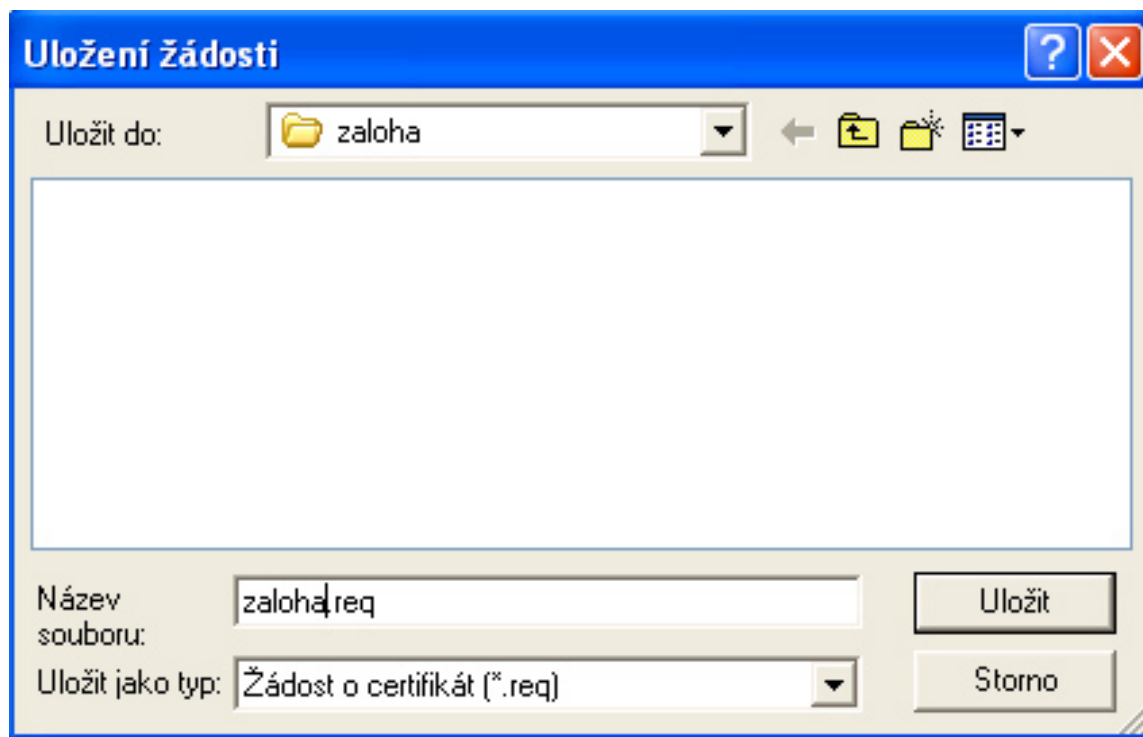 Uložení žádosti
Uložit do:
zaloha
Název
souboru:
zaloha.req
Uložit
Uložit jako typ:
Žádost o certifikát (*.req)
Storno